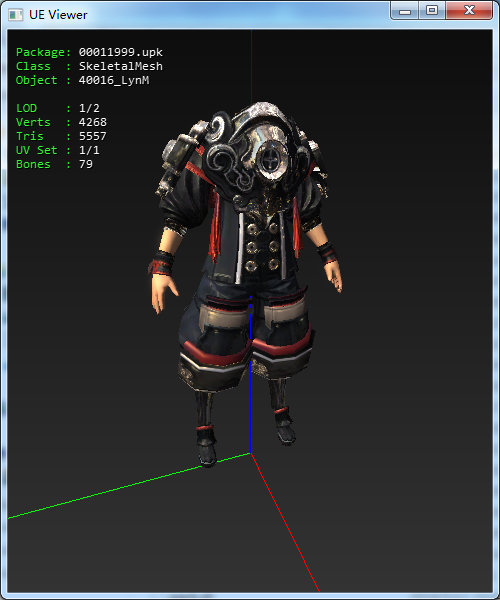 UE Viewer
Package: 00011999.upk
Class : SkeletalMesh
Object : 40016_LynM
LOD : 1/2
Verts : 4268
Tris : 5557
UV Set : 1/1
Bones : 79